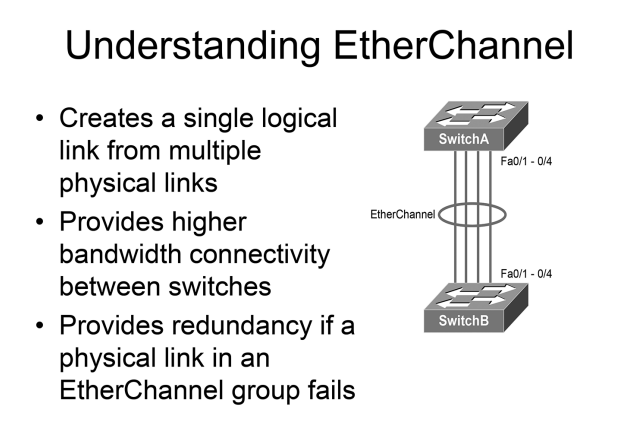 Understanding EtherChannel
• Creates a single logical
link from multiple
physical links
• Provides higher
bandwidth connectivity
between switches
• Provides redundancy if a
physical link in an
EtherChannel group fails
SwitchA
Fa0/1 - 0/4
EtherChannel
Fa0/1 - 0/4
SwitchB